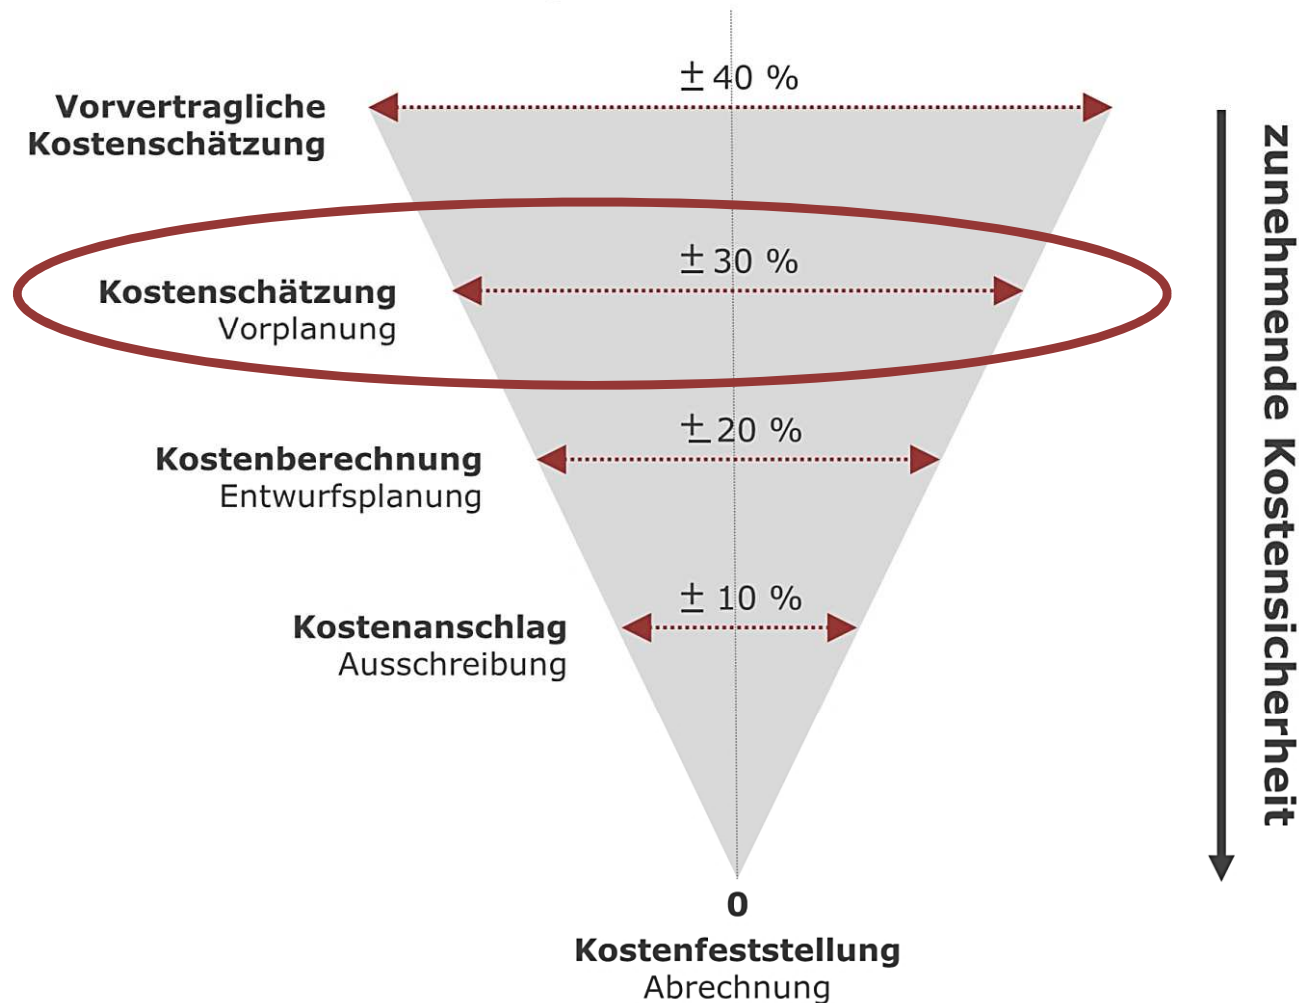 ± 40 %
Vorvertragliche
Kostenschätzung
± 30 %
Kostenschätzung
Vorplanung
± 20 %
Kostenberechnung
Entwurfsplanung
± 10 %
Kostenanschlag
Ausschreibung
0
Kostenfeststellung
Abrechnung
zunehmende Kostensicherheit